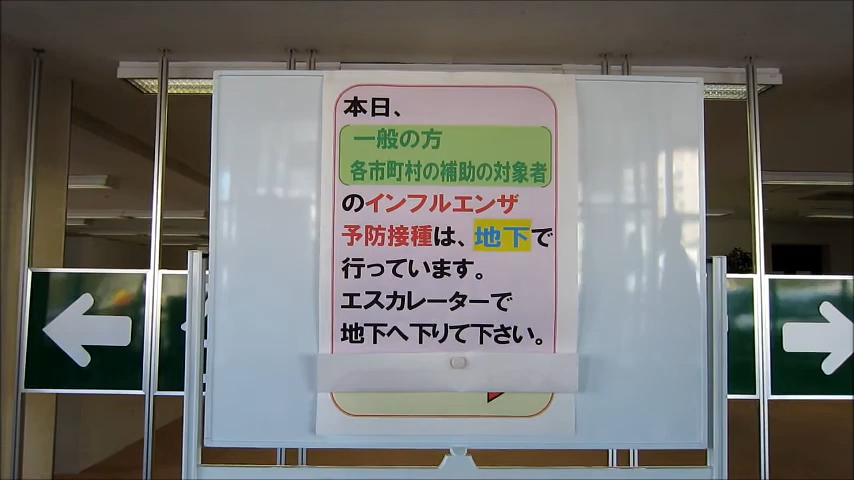 本日、
一般の方
各市町村の補助の対象者
のインフルエンザ
予防接種は、地下で
行っています。
エスカレーターで
地下へ下りて下さい。